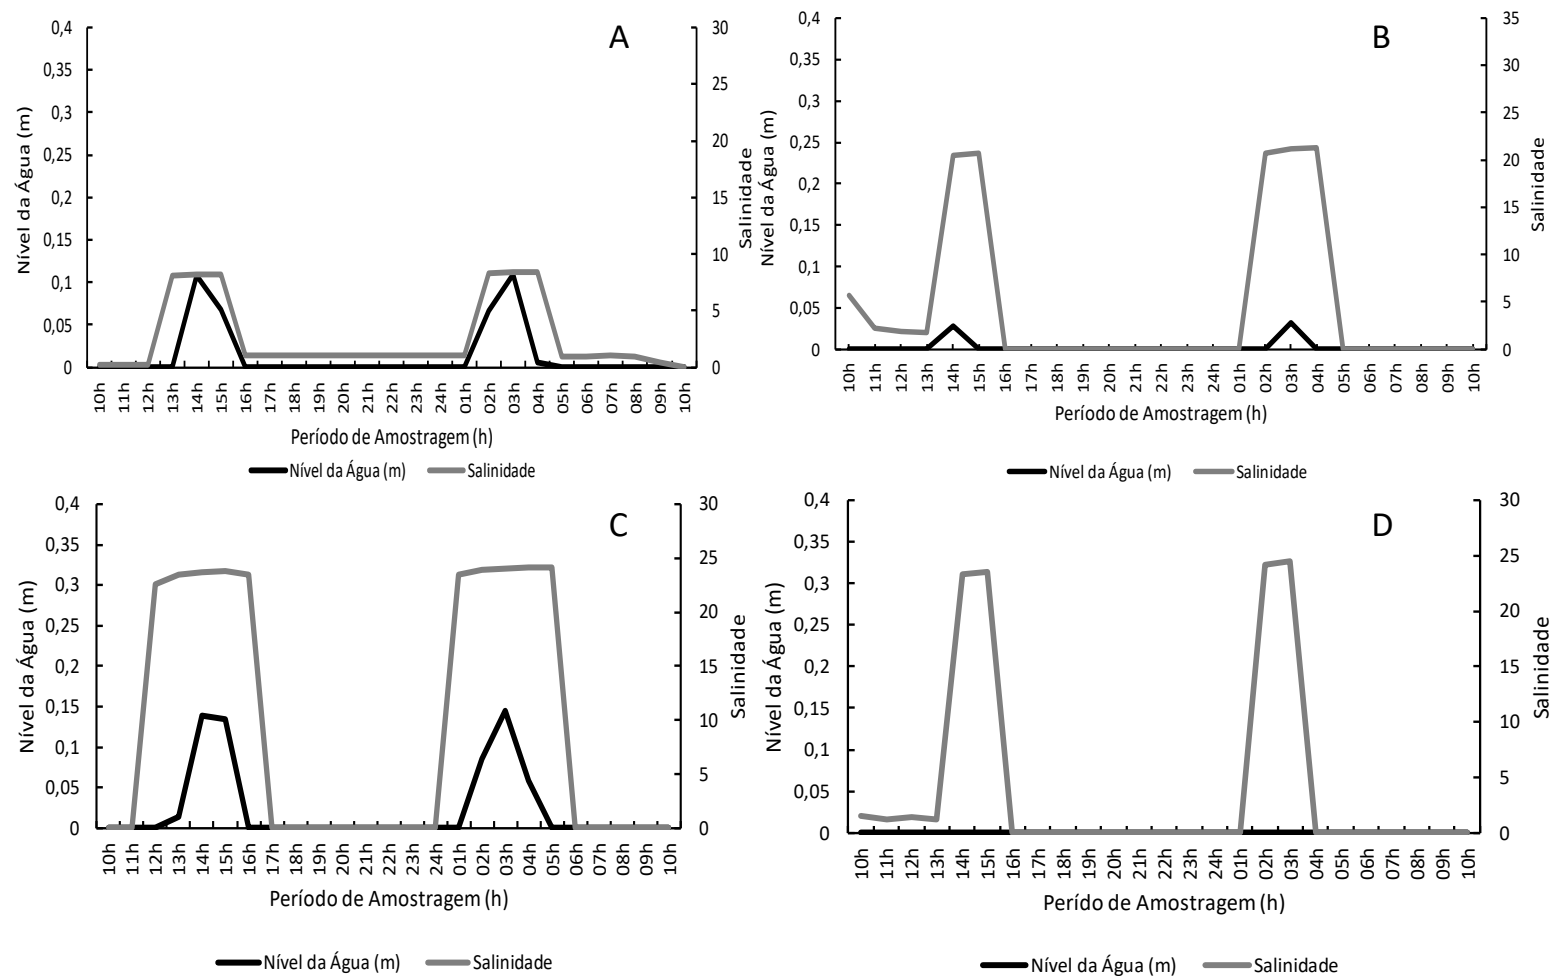 A
0,4
0,35
0,3
0,25
0,2
0,15
0,1
0,05
0
Nível da Água (m)
30
25
20
15
10
5
0
Salinidade
10h 11h 12h 13h 14h 15h 16h 17h 18h 19h 20h 21h 22h 23h 24h 01h 02h 03h 04h 05h 06h 07h 08h 09h 10h
Período de Amostragem (h)
Nível da Água (m) Salinidade
B
0,4
0,35
0,3
0,25
0,2
0,15
0,1
0,05
0
Nível da Água (m)
35
30
25
20
15
10
5
0
Salinidade
10h 11h 12h 13h 14h 15h 16h 17h 18h 19h 20h 21h 22h 23h 24h 01h 02h 03h 04h 05h 06h 07h 08h 09h 10h
Período de Amostragem (h)
Nível da Água (m) Salinidade
C
0,4
0,35
0,3
0,25
0,2
0,15
0,1
0,05
0
Nível da Água (m)
30
25
20
15
10
5
0
Salinidade
10h 11h 12h 13h 14h 15h 16h 17h 18h 19h 20h 21h 22h 23h 24h 01h 02h 03h 04h 05h 06h 07h 08h 09h 10h
Período de Amostragem (h)
Nível da Água (m) Salinidade
D
0,4
0,35
0,3
0,25
0,2
0,15
0,1
0,05
0
Nível da Água (m)
30
25
20
15
10
5
0
Salinidade
10h 11h 12h 13h 14h 15h 16h 17h 18h 19h 20h 21h 22h 23h 24h 01h 02h 03h 04h 05h 06h 07h 08h 09h 10h
Perído de Amostragem (h)
Nível da Água (m) Salinidade